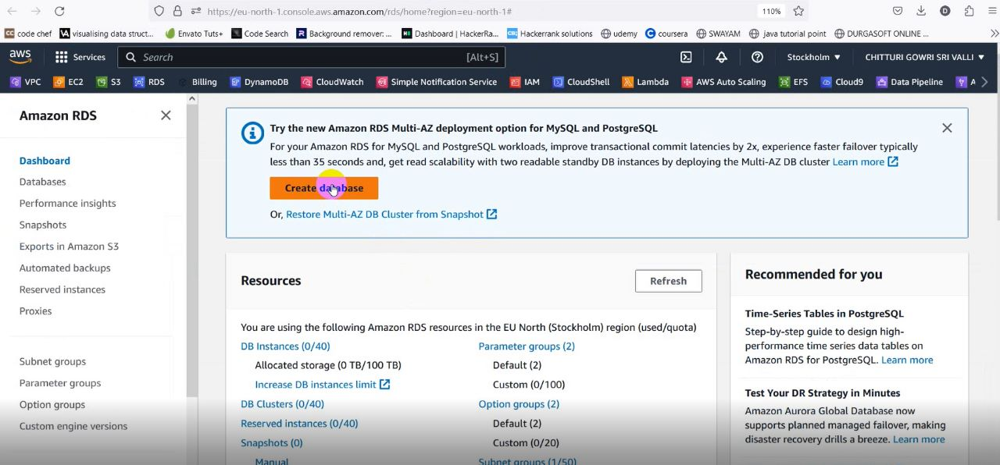 https://eu-north-1.console.aws.amazon.com/rds/home?region=eu-north-1#
110%
code chef
visualising data struct...
Envato Tuts+
Code Search
Background remover: ...
Dashboard | HackerRa...
Hackerrank solutions
udemy
coursera
SWAYAM
java tutorial point
DURGASOFT ONLINE ...
aws
Services
Search
[Alt+S]
Stockholm
CHITTURI GOWRI SRI VALLI
VPC
EC2
S3
RDS
Billing
DynamoDB
CloudWatch
Simple Notification Service
IAM
CloudShell
Lambda
AWS Auto Scaling
EFS
Cloud9
Data Pipeline
A
Amazon RDS
Dashboard
Databases
Performance insights
Snapshots
Exports in Amazon S3
Automated backups
Reserved instances
Proxies
Subnet groups
Parameter groups
Option groups
Custom engine versions
Try the new Amazon RDS Multi-AZ deployment option for MySQL and PostgreSQL
For your Amazon RDS for MySQL and PostgreSQL workloads, improve transactional commit latencies by 2x, experience faster failover typically
less than 35 seconds and, get read scalability with two readable standby DB instances by deploying the Multi-AZ DB cluster Learn more
Create database
Or, Restore Multi-AZ DB Cluster from Snapshot
Resources
Refresh
You are using the following Amazon RDS resources in the EU North (Stockholm) region (used/quota)
DB Instances (0/40)
Allocated storage (0 TB/100 TB)
Increase DB instances limit
DB Clusters (0/40)
Reserved instances (0/40)
Snapshots (0)
Manual
Parameter groups (2)
Default (2)
Custom (0/100)
Option groups (2)
Default (2)
Custom (0/20)
Subnet groups (1/50)
Recommended for you
Time-Series Tables in PostgreSQL
Step-by-step guide to design high-
performance time series data tables on
Amazon RDS for PostgreSQL. Learn more
Test Your DR Strategy in Minutes
Amazon Aurora Global Database now
supports planned managed failover, making
disaster recovery drills a breeze. Learn more